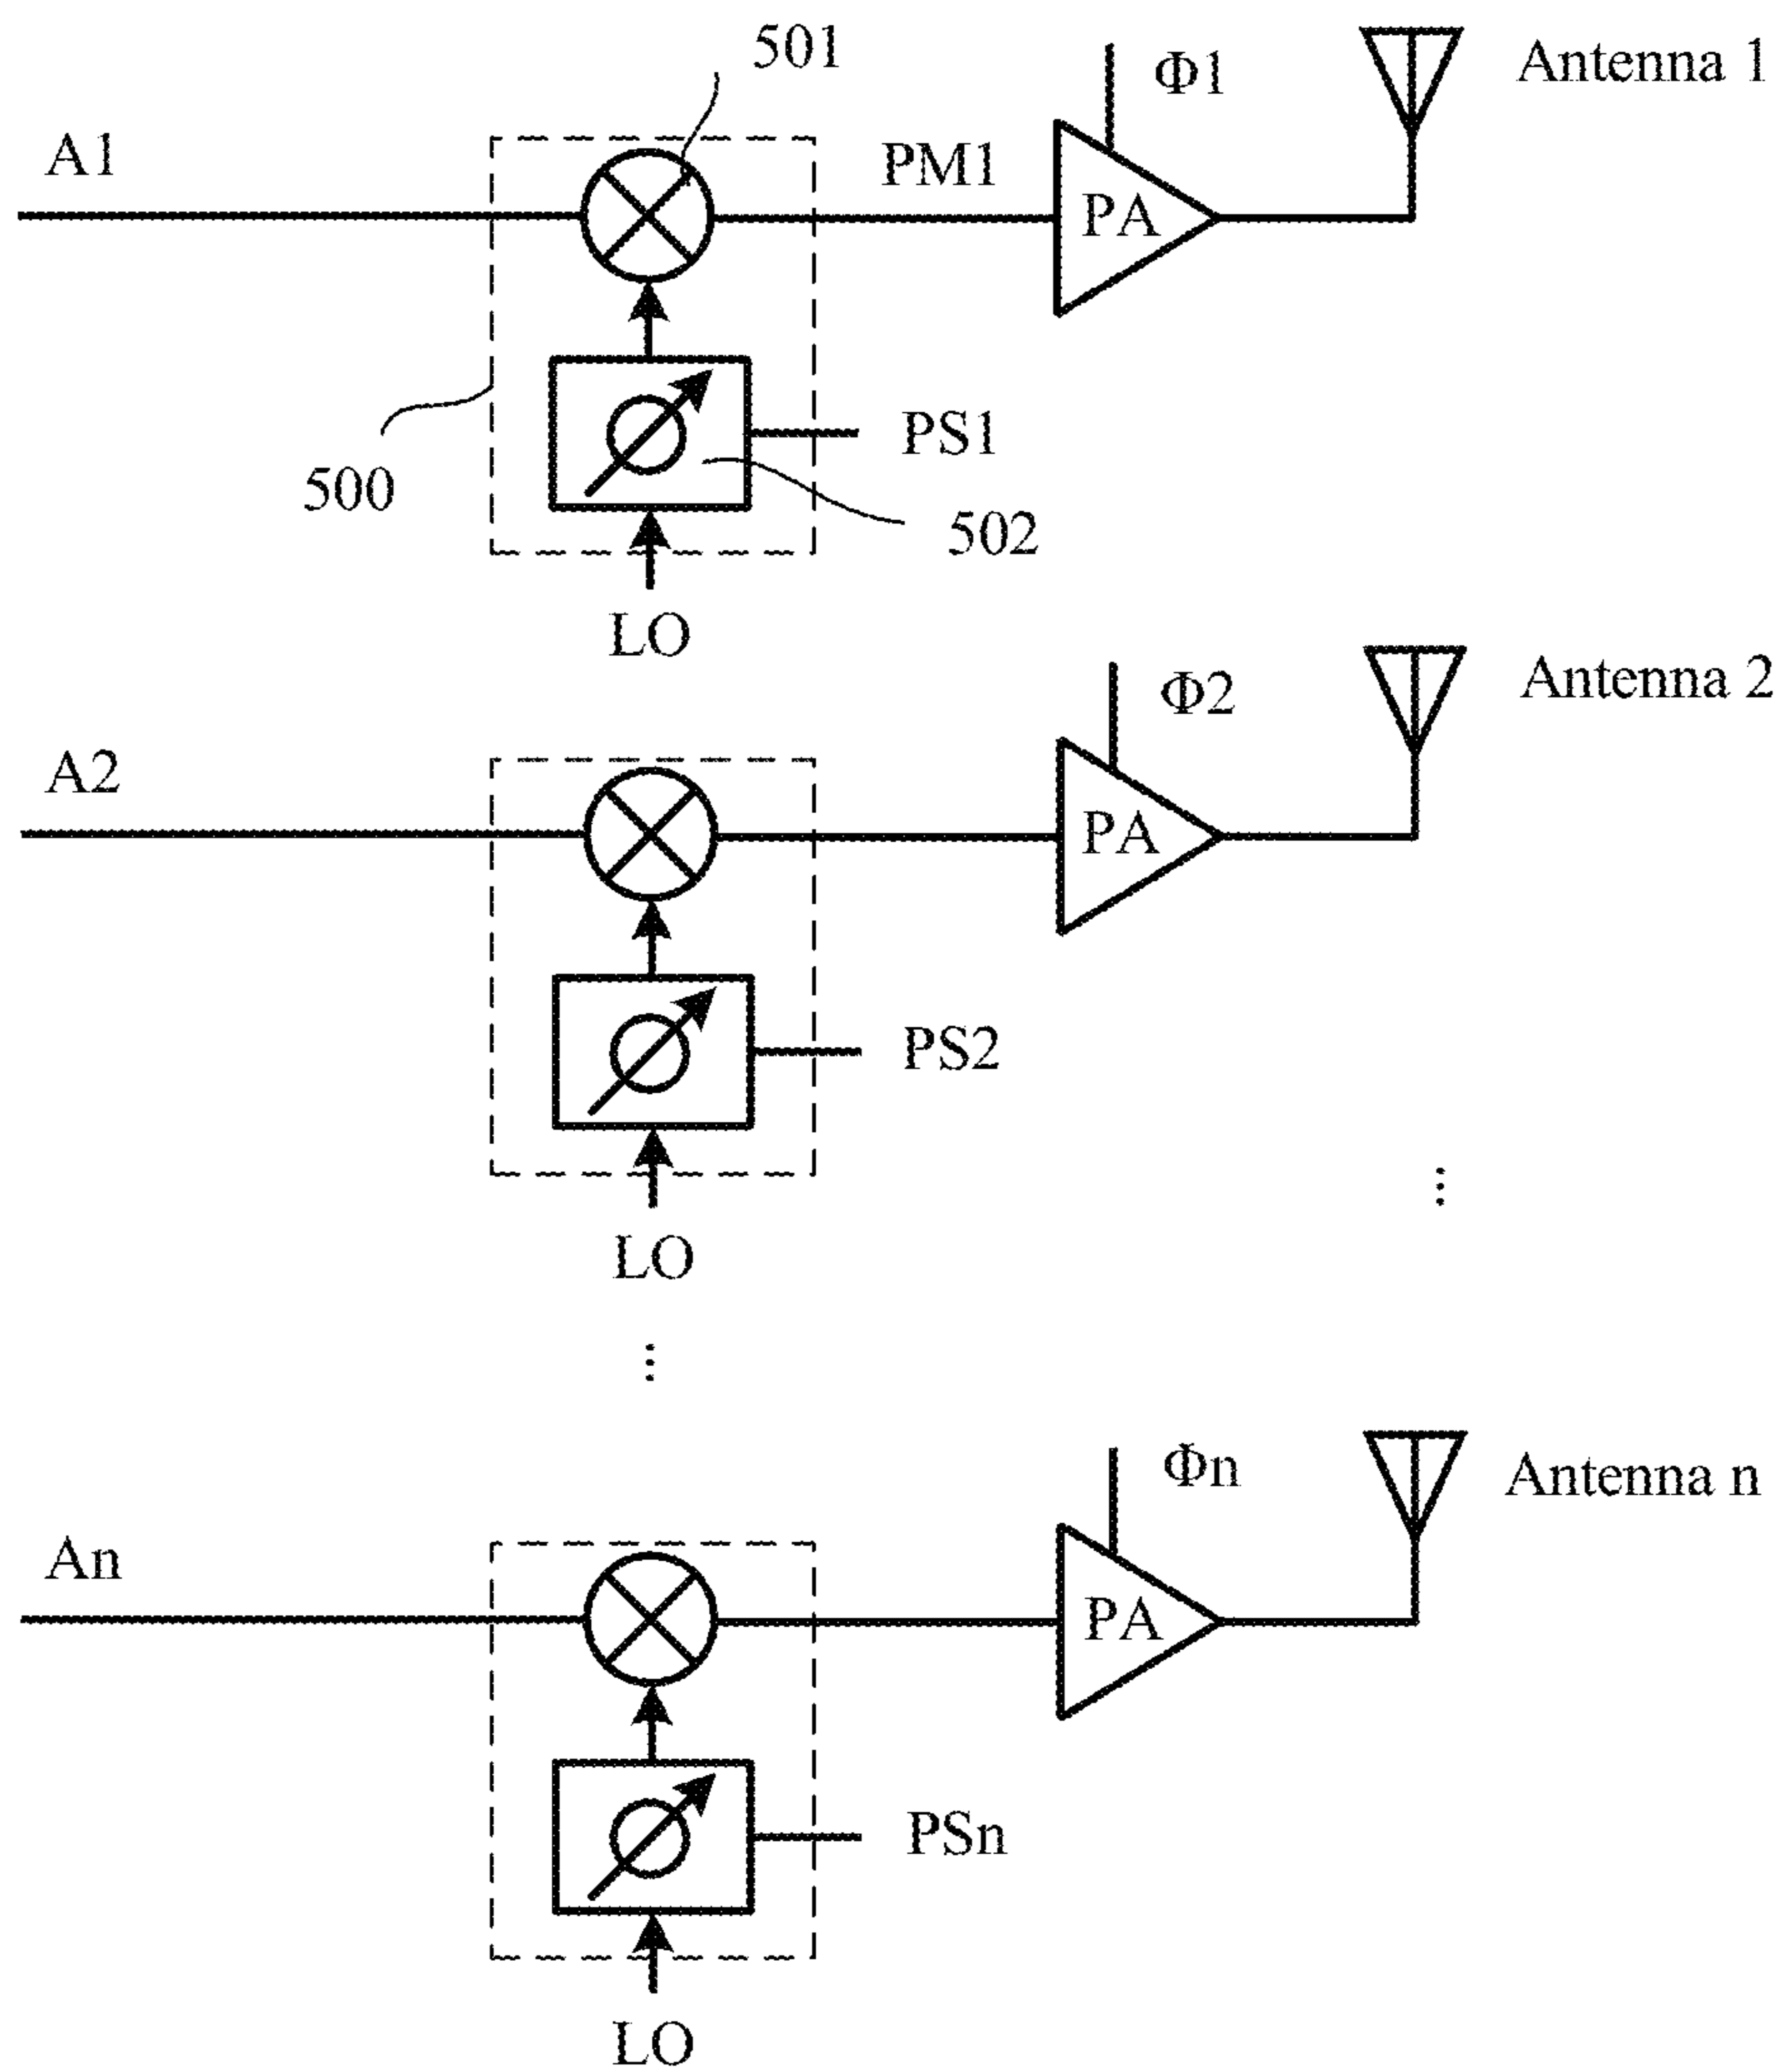 501
Φ1
Antenna 1
A1
PM1
PA
PS1
500
502
LO
Φ2
Antenna 2
A2
PA
PS2
LO
Φn
Antenna n
An
PA
PSn
LO